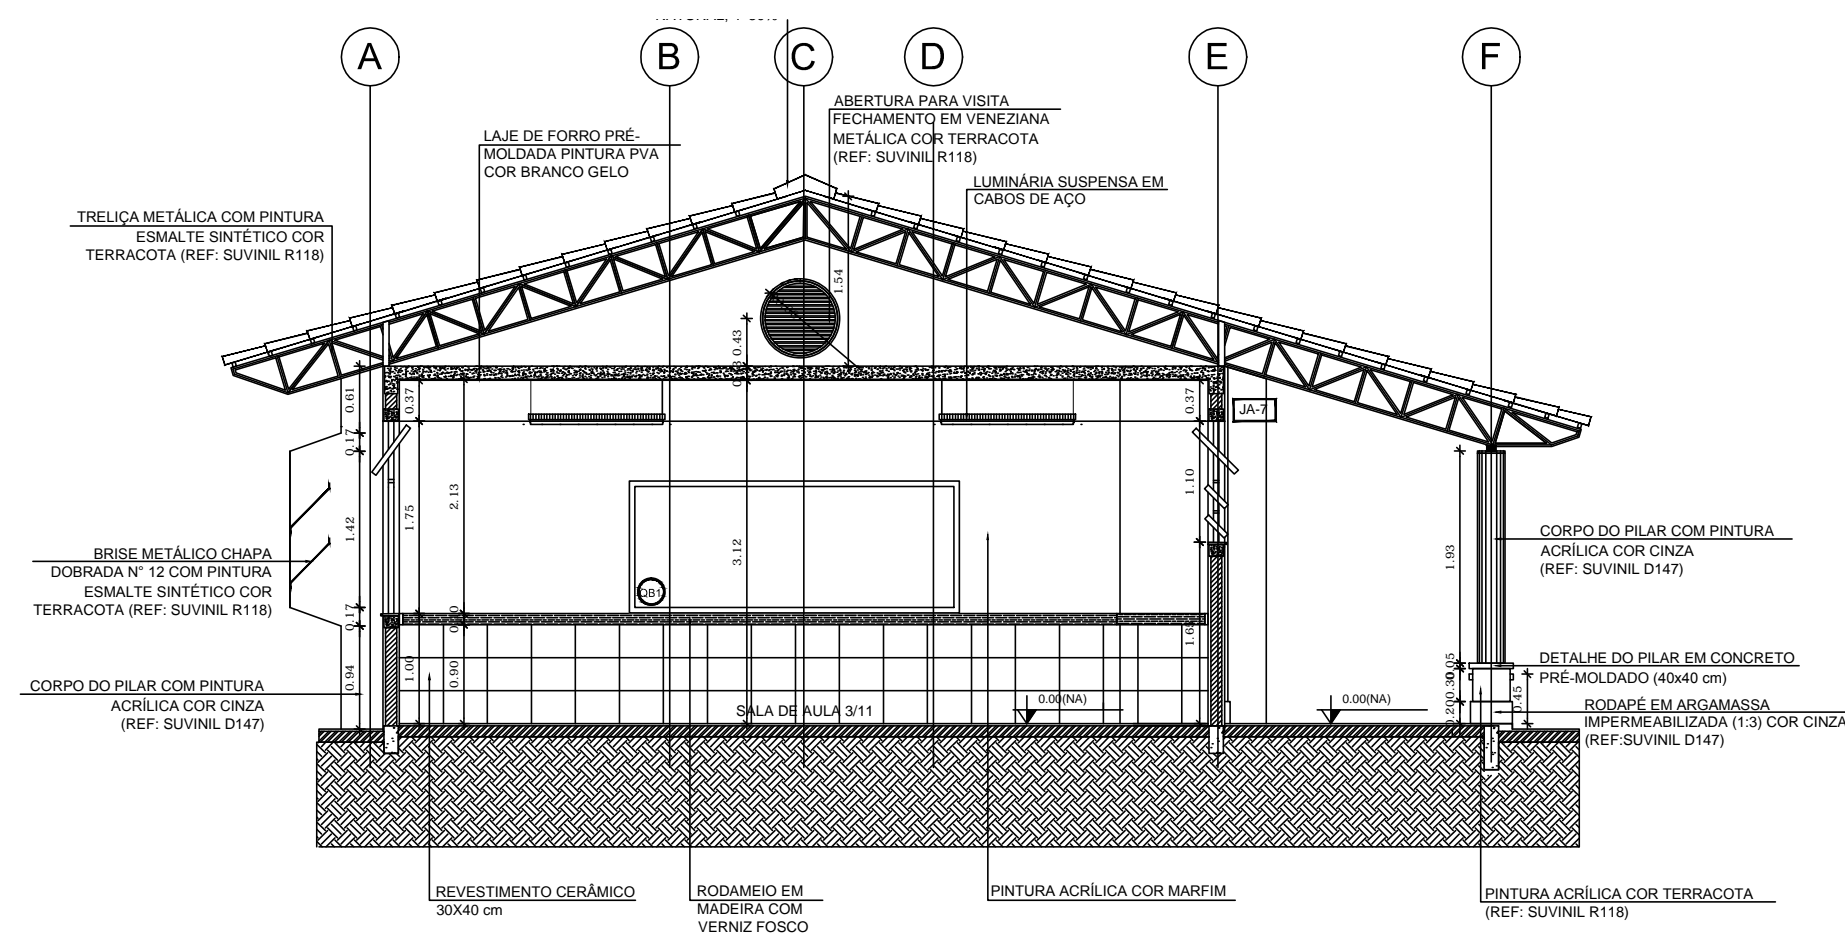 A
B
C
D
E
F
ABERTURA PARA VISITA
FECHAMENTO EM VENEZIANA
METÁLICA COR TERRACOTA
(REF: SUVINIL R118)
LAJE DE FORRO PRÉ-
MOLDADA PINTURA PVA
COR BRANCO GELO
LUMINÁRIA SUSPENSA EM
CABOS DE AÇO
TRELIÇA METÁLICA COM PINTURA
ESMALTE SINTÉTICO COR
TERRACOTA (REF: SUVINIL R118)
1.54
0.43
0.61
0.37
0.37
JA-7
0.17
2.13
1.10
1.75
1.42
3.12
1.93
BRISE METÁLICO CHAPA
DOBRADA N° 12 COM PINTURA
ESMALTE SINTÉTICO COR
TERRACOTA (REF: SUVINIL R118)
CORPO DO PILAR COM PINTURA
ACRÍLICA COR CINZA
(REF: SUVINIL D147)
QB1
0.17
0.94
1.00
0.90
DETALHE DO PILAR EM CONCRETO
PRÉ-MOLDADO (40x40 cm)
0.05
0.30
0.20
0.45
CORPO DO PILAR COM PINTURA
ACRÍLICA COR CINZA
(REF: SUVINIL D147)
SALA DE AULA 3/11
0.00(NA)
0.00(NA)
RODAPÉ EM ARGAMASSA
IMPERMEABILIZADA (1:3) COR CINZA
(REF:SUVINIL D147)
REVESTIMENTO CERÂMICO
30X40 cm
RODAMEIO EM
MADEIRA COM
VERNIZ FOSCO
PINTURA ACRÍLICA COR MARFIM
PINTURA ACRÍLICA COR TERRACOTA
(REF: SUVINIL R118)